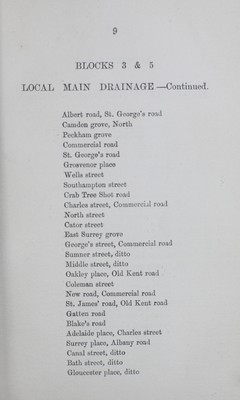 9
BLOCKS 3 & 5
LOCAL MAIN DRAINAGE—Continued.
Albert road, St. George's road
Camden grove, North
Peckham grove
Commercial road
St. George's road
Grosvenor place
Wells street
Southampton street
Crab Tree Shot road
Charles street, Commercial road
North street
Cator street
East Surrey grove
George's street, Commercial road
Sumner street, ditto
Middle street, ditto
Oakley place, Old Kent road
Coleman street
New road, Commercial road
St. James' road, Old Kent road
Gatten road
Blake's road
Adelaide place, Charles street
Surrey place, Albany road
Canal street, ditto
Bath street, ditto
Gloucester place, ditto